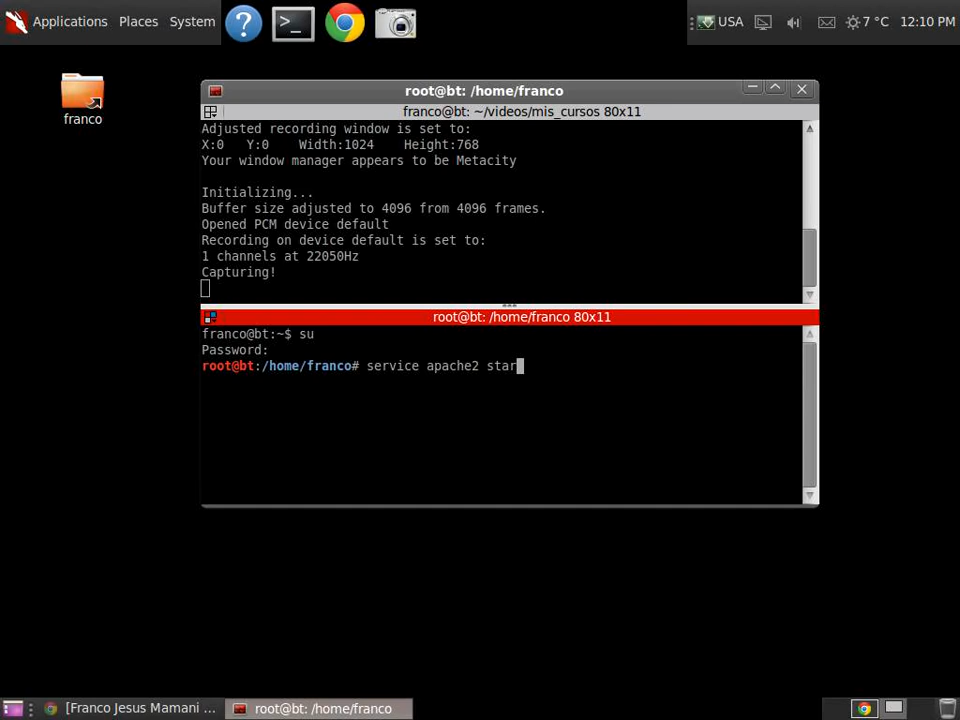 Applications Places System
>_
USA 7 °C 12:10 PM
franco
root@bt: /home/franco
franco@bt: ~/videos/mis_cursos 80x11
Adjusted recording window is set to:
X:0 Y:0 Width:1024 Height:768
Your window manager appears to be Metacity
Initializing...
Buffer size adjusted to 4096 from 4096 frames.
Opened PCM device default
Recording on device default is set to:
1 channels at 22050Hz
Capturing!
root@bt: /home/franco 80x11
franco@bt:~$ su
Password:
root@bt:/home/franco# service apache2 star
[Franco Jesus Mamani ...
root@bt: /home/franco